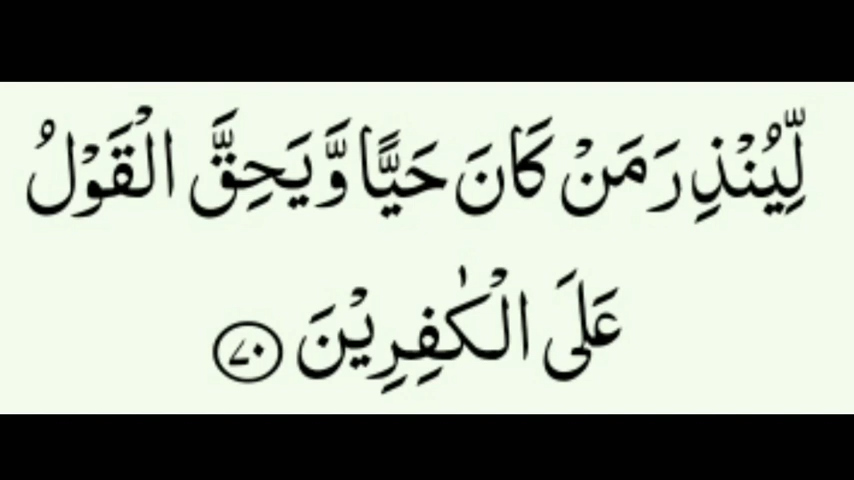 لِّيُنْذِرَ مَنْ كَانَ حَيًّا وَّيَحِقَّ الْقَوْلُ
عَلَى الْكٰفِرِيْنَ ٧٠